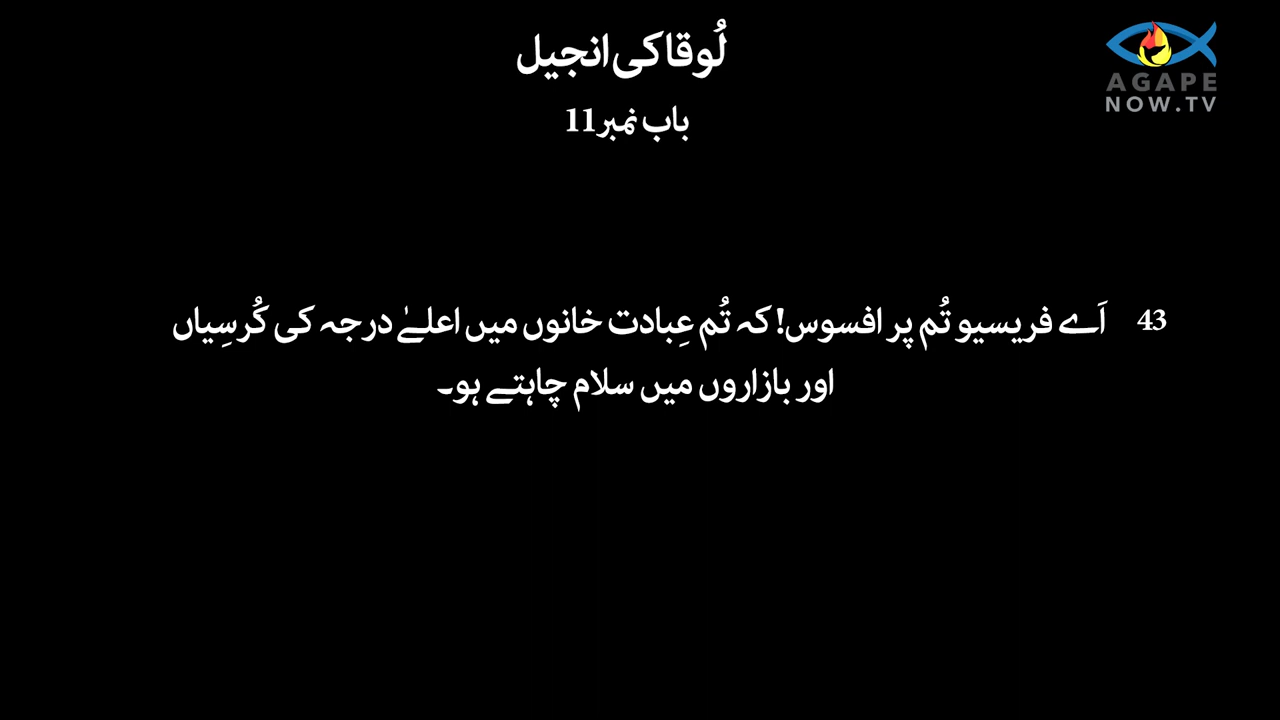 لُوقا کی انجیل
باب نمبر 11
AGAPE
NOW.TV
43 اَے فریسیو تُم پر افسوس! کہ تُم عِبادت خانوں میں اعلےٰ درجہ کی کُرسِیاں
اور بازاروں میں سلام چاہتے ہو۔